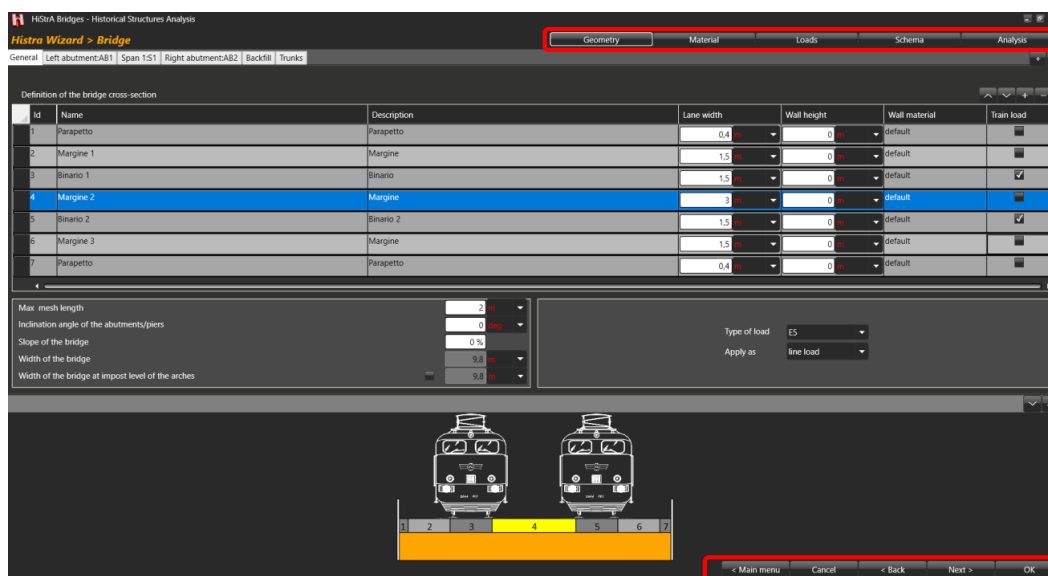 HiStrA Bridges - Historical Structures Analysis
Histra Wizard > Bridge
Geometry Material Loads Schema Analysis
General Left abutment:AB1 Span 1:S1 Right abutment:AB2 Backfill Trunks
Definition of the bridge cross-section
Id Name Description Lane width Wall height Wall material Train load
1 Parapetto Parapetto 0,4 m 0 m default
2 Margine 1 Margine 1,5 m 0 m default
3 Binario 1 Binario 1,5 m 0 m default
4 Margine 2 Margine 3 m 0 m default
5 Binario 2 Binario 2 1,5 m 0 m default
6 Margine 3 Margine 1,5 m 0 m default
7 Parapetto Parapetto 0,4 m 0 m default
Max mesh length 2 m
Inclination angle of the abutments/piers 0 deg
Slope of the bridge 0 %
Width of the bridge 9,8 m
Width of the bridge at impost level of the arches 9,8 m
Type of load ES
Apply as line load
1 2 3 4 5 6 7
< Main menu Cancel < Back Next > OK